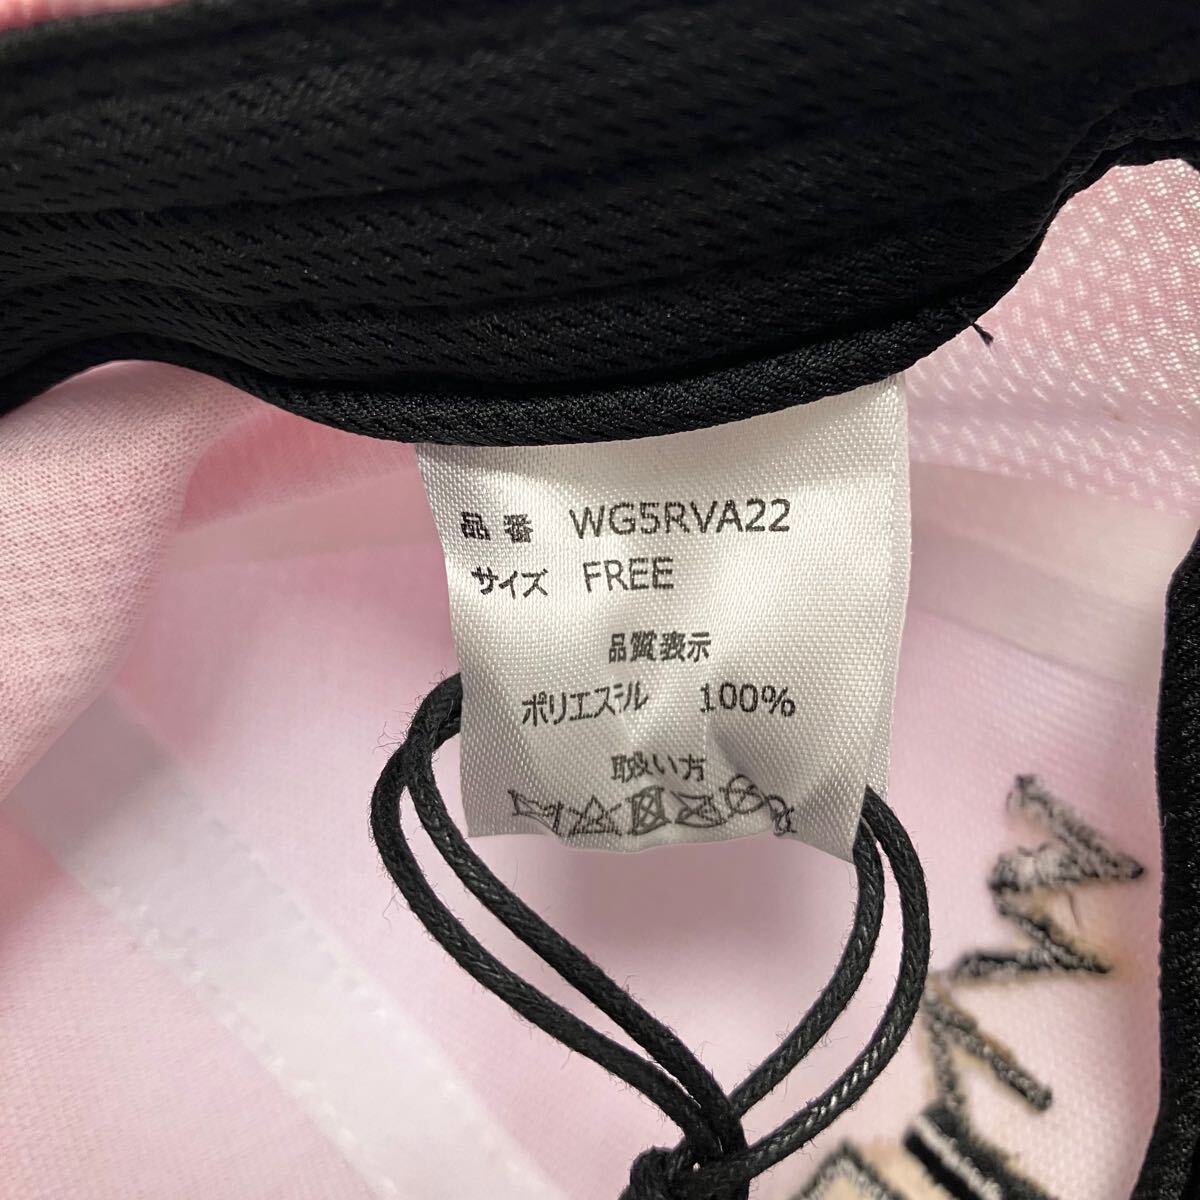 品番 WG5RVA22
サイズ FREE
品質表示
ポリエステル 100%
取扱い方